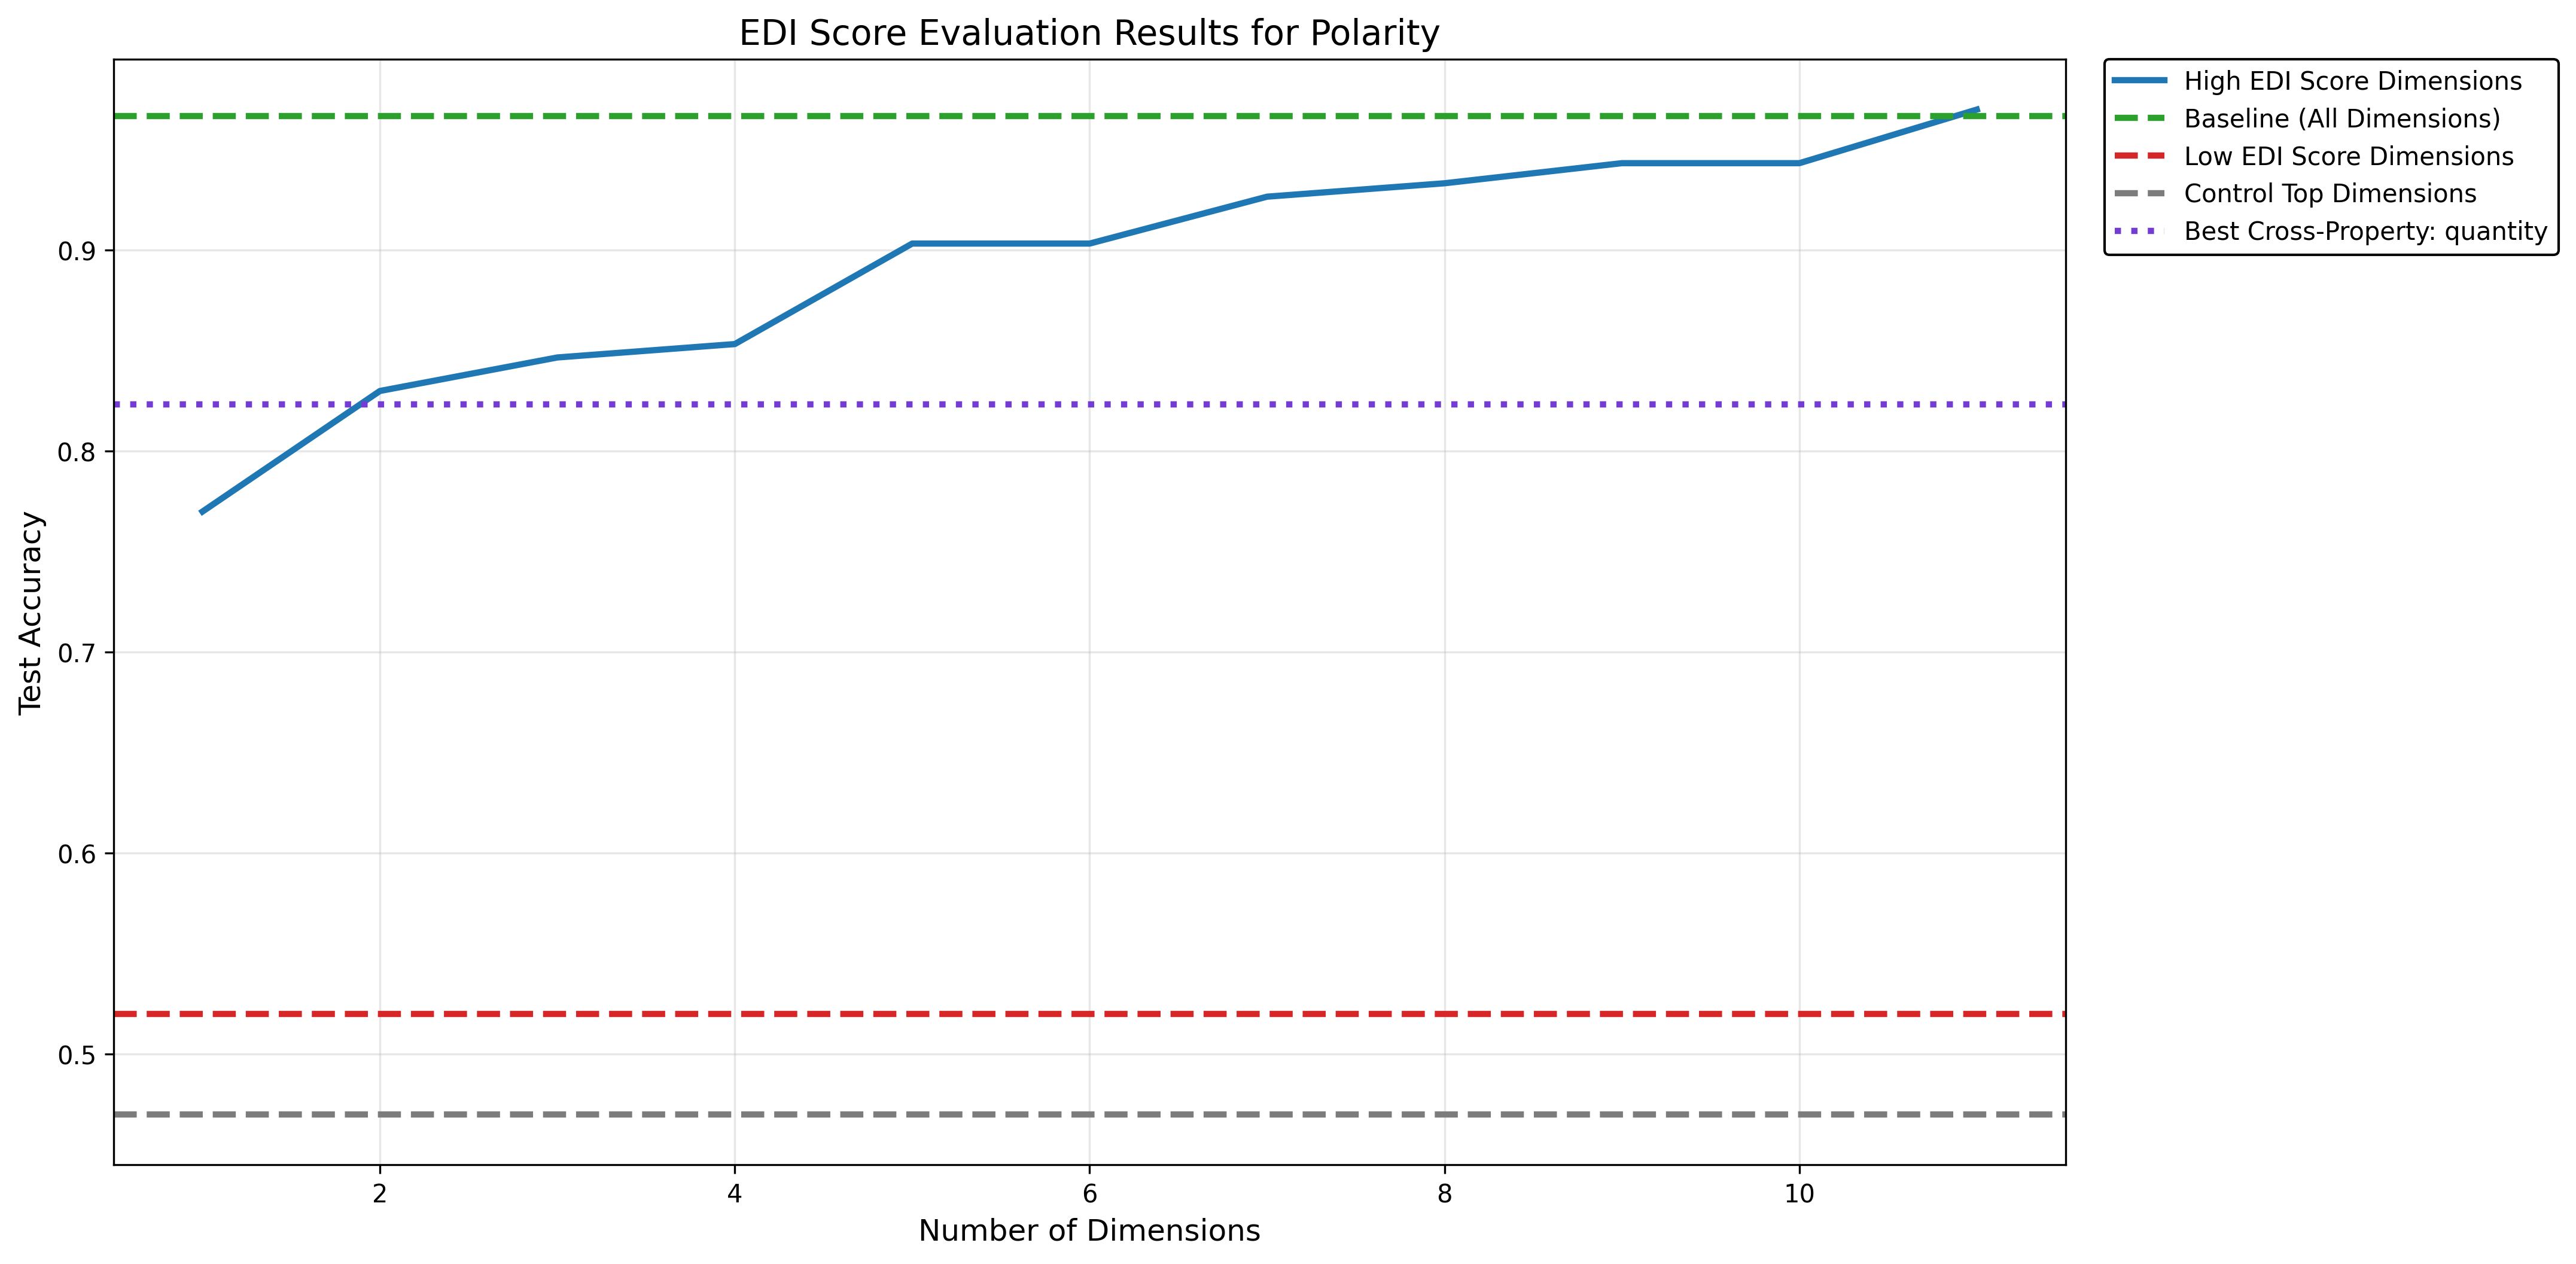 EDI Score Evaluation Results for Polarity
High EDI Score Dimensions
Baseline (All Dimensions)
Low EDI Score Dimensions
Control Top Dimensions
Best Cross-Property: quantity
Test Accuracy
0.9
0.8
0.7
0.6
0.5
2 4 6 8 10
Number of Dimensions